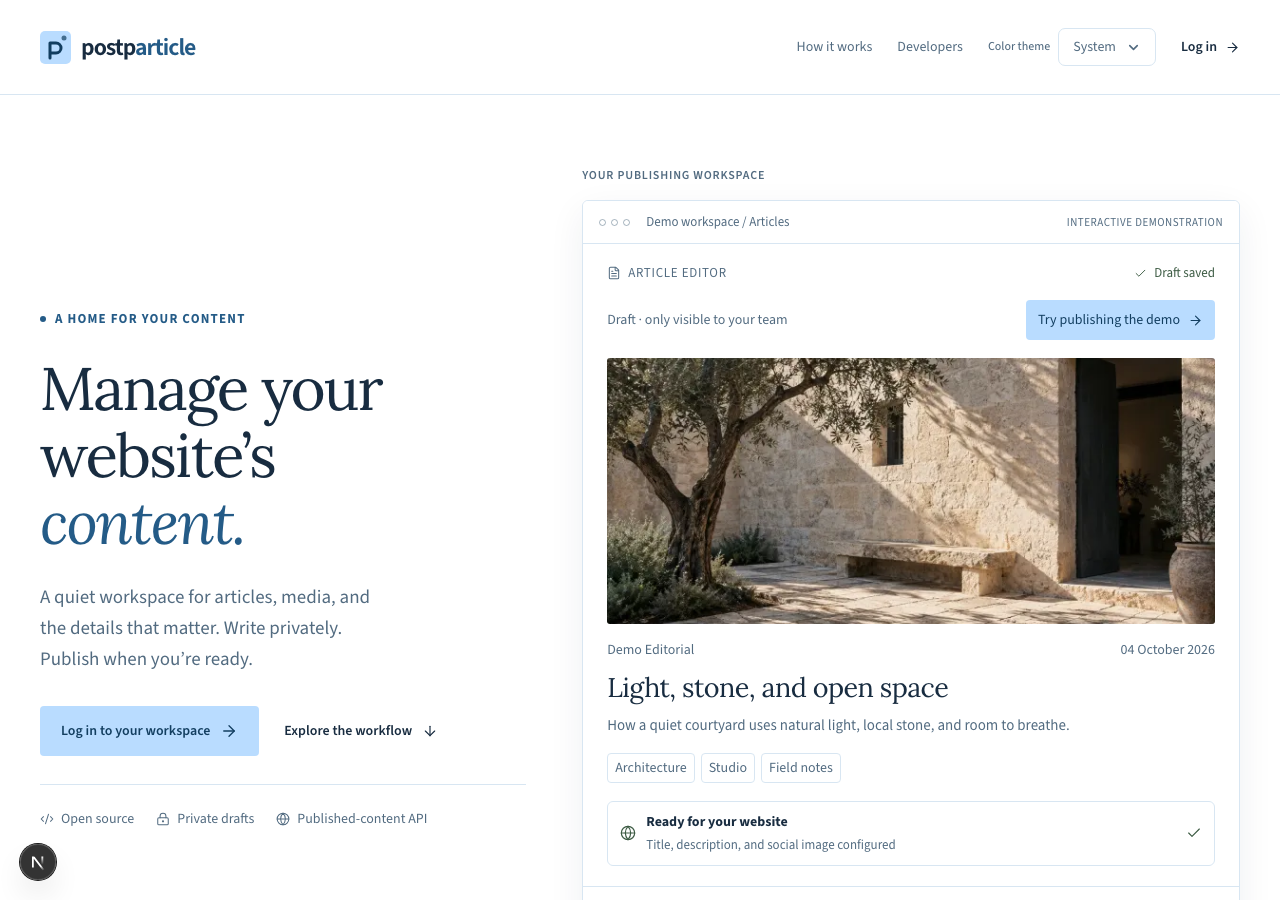 postparticle
How it works
Developers
Color theme
System
Log in
A HOME FOR YOUR CONTENT
Manage your
website’s
content.
A quiet workspace for articles, media, and
the details that matter. Write privately.
Publish when you’re ready.
Log in to your workspace
Explore the workflow
Open source
Private drafts
Published-content API
N
YOUR PUBLISHING WORKSPACE
Demo workspace / Articles
INTERACTIVE DEMONSTRATION
ARTICLE EDITOR
Draft saved
Draft · only visible to your team
Try publishing the demo
Demo Editorial
04 October 2026
Light, stone, and open space
How a quiet courtyard uses natural light, local stone, and room to breathe.
Architecture
Studio
Field notes
Ready for your website
Title, description, and social image configured